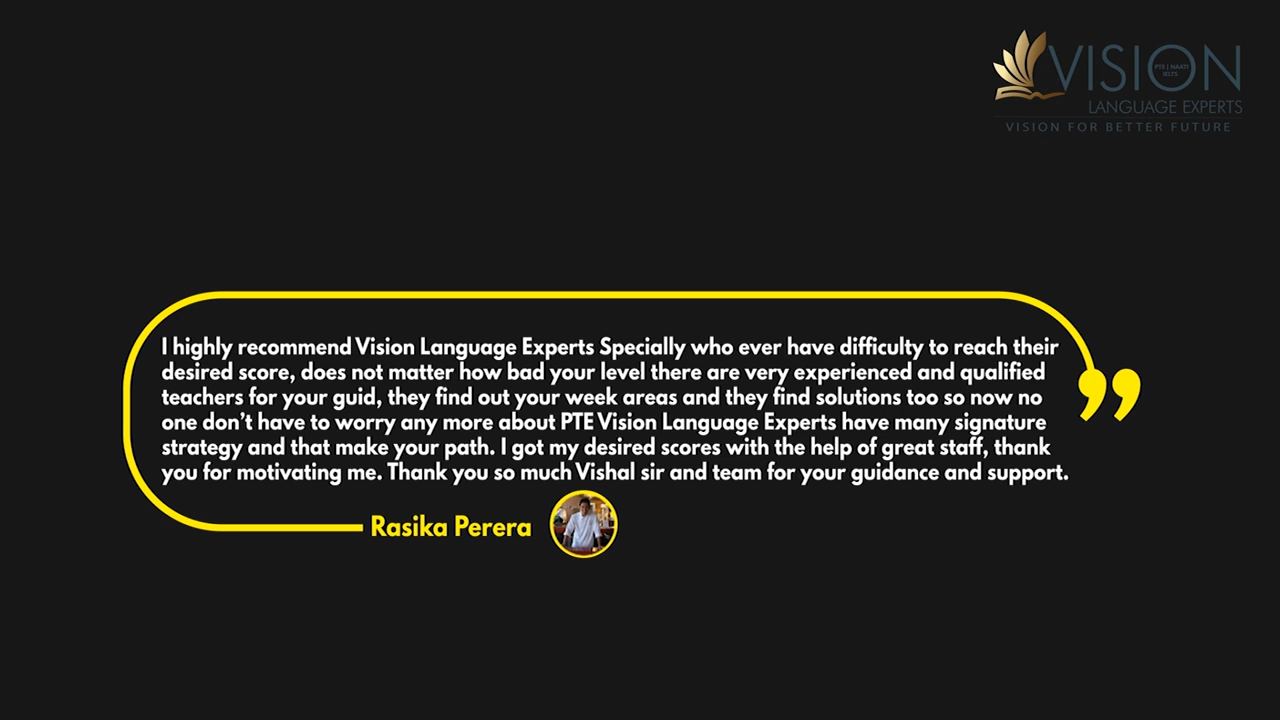 VISION
PTE | NAATI
IELTS
LANGUAGE EXPERTS
VISION FOR BETTER FUTURE
I highly recommend Vision Language Experts Specially who ever have difficulty to reach their
desired score, does not matter how bad your level there are very experienced and qualified
teachers for your guid, they find out your week areas and they find solutions too so now no
one don't have to worry any more about PTE Vision Language Experts have many signature
strategy and that make your path. I got my desired scores with the help of great staff, thank
you for motivating me. Thank you so much Vishal sir and team for your guidance and support.
Rasika Perera